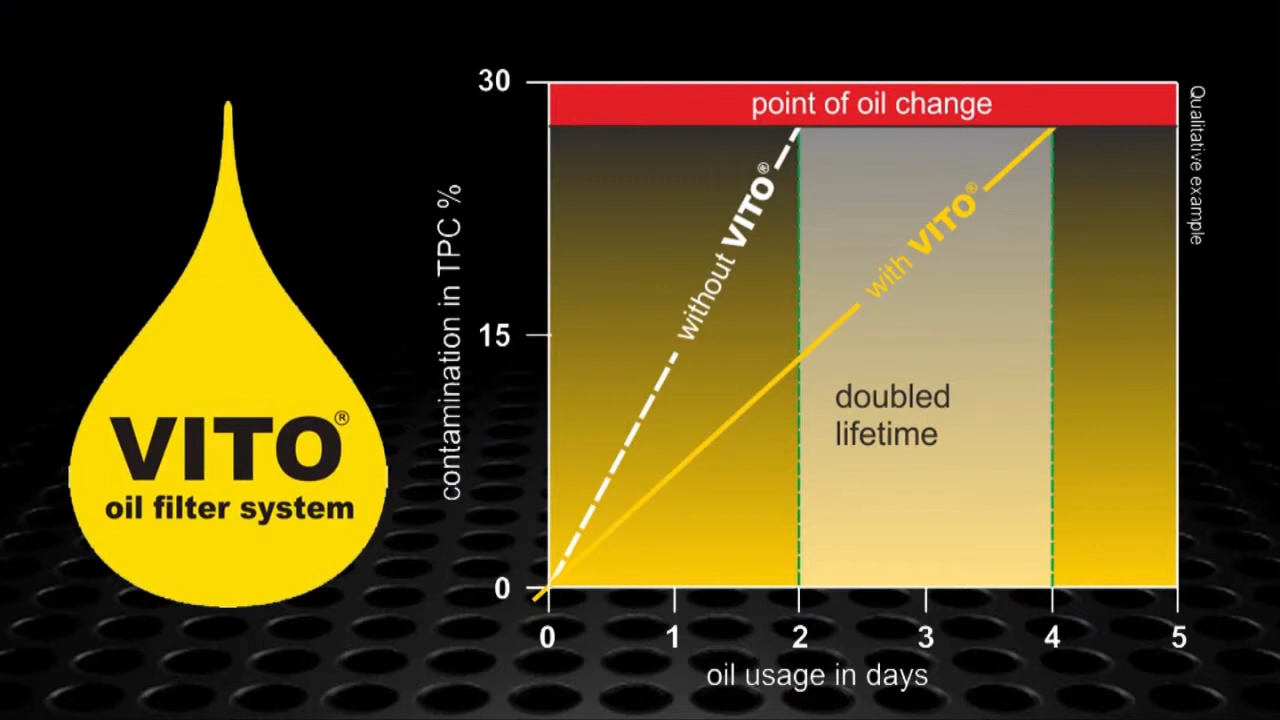 VITO®
oil filter system
contamination in TPC %
30
15
0
point of oil change
without VITO®
with VITO®
doubled
lifetime
0 1 2 3 4 5
oil usage in days
Qualitative example